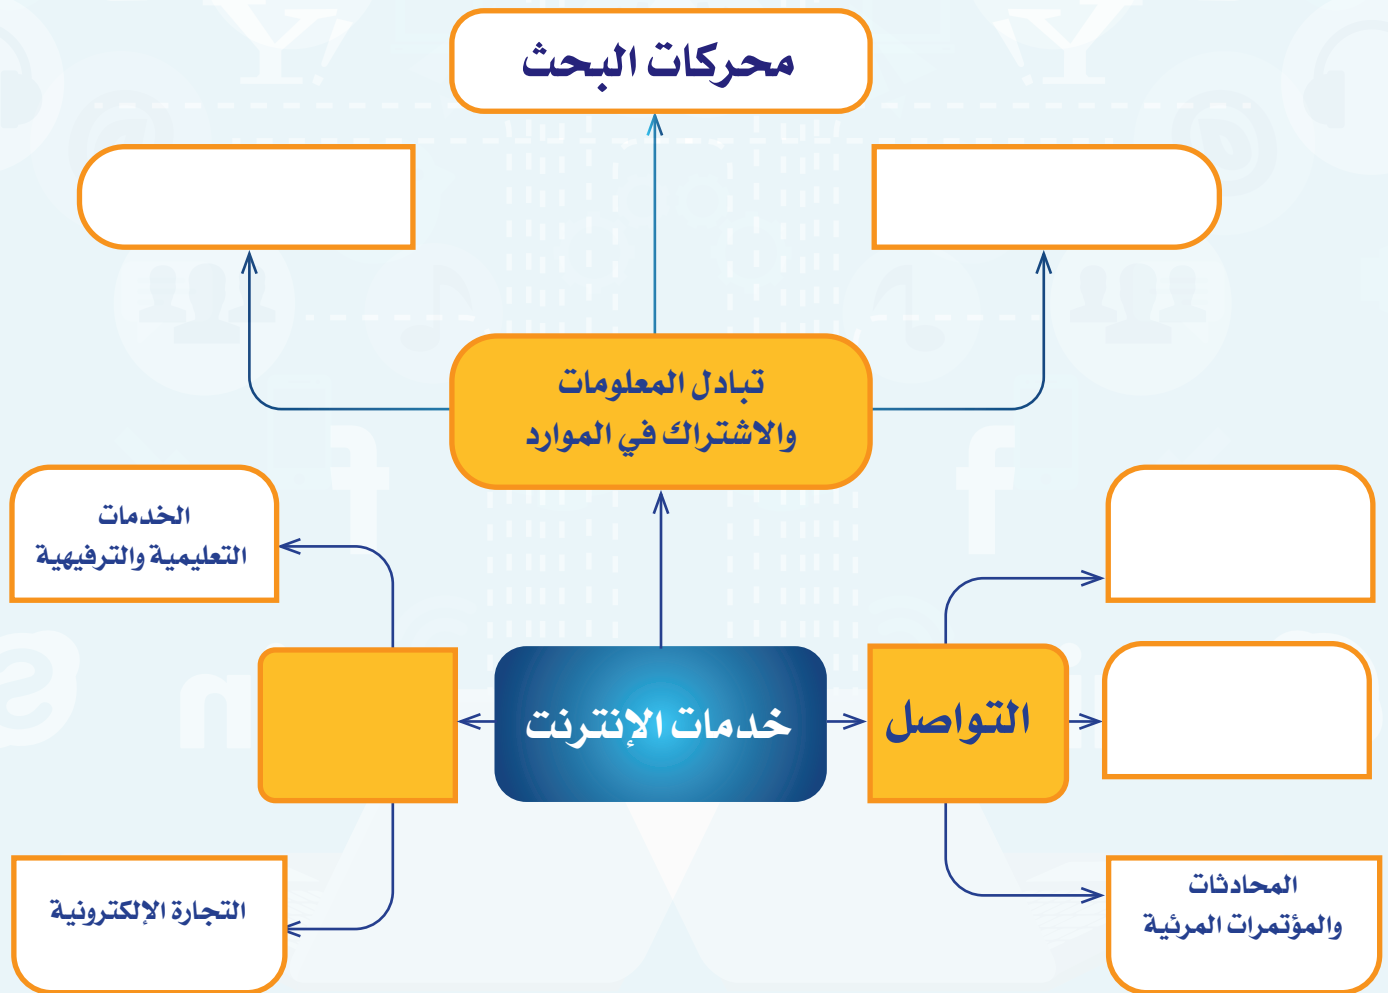 محركات البحث
تبادل المعلومات
والاشتراك في الموارد
الخدمات
التعليمية والترفيهية
التواصل
خدمات الإنترنت
المحادثات
والمؤتمرات المرئية
التجارة الإلكترونية